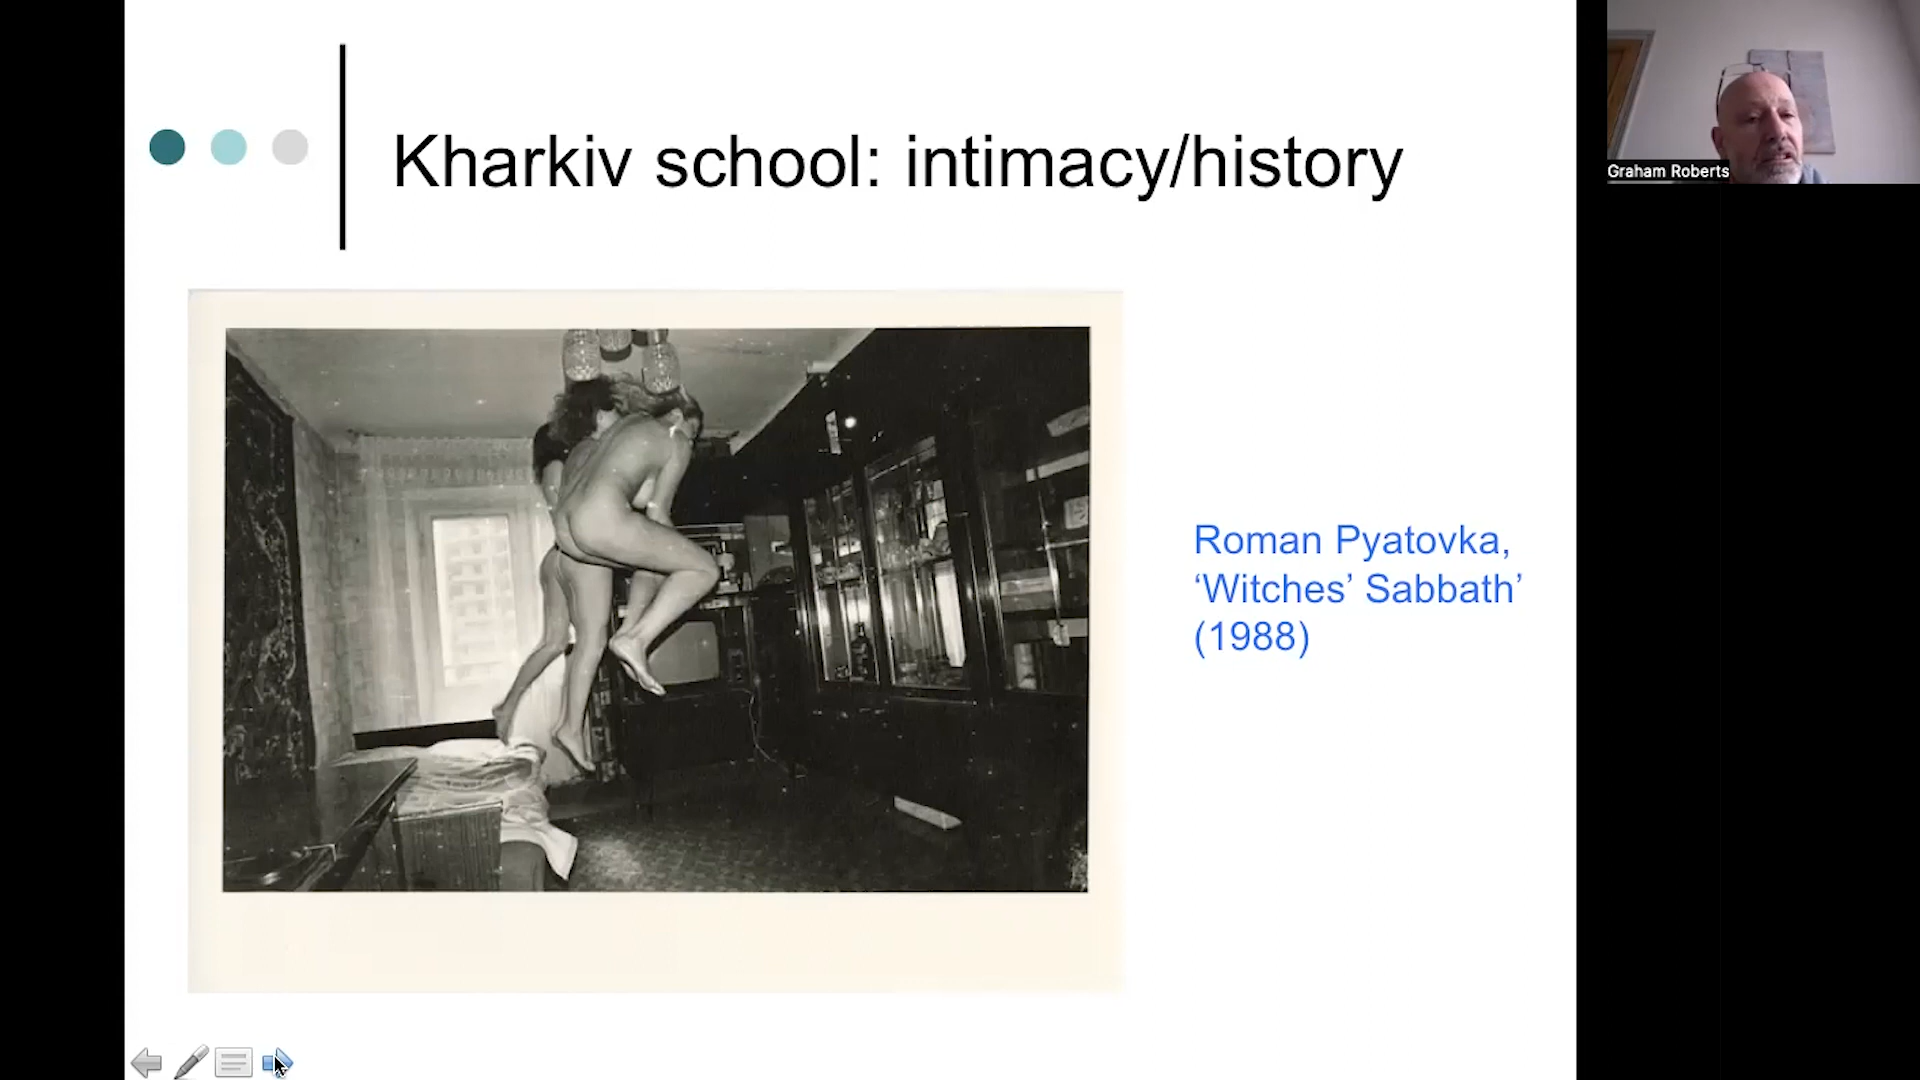 Kharkiv school: intimacy/history
Graham Roberts
Roman Pyatovka,
‘Witches’ Sabbath’
(1988)